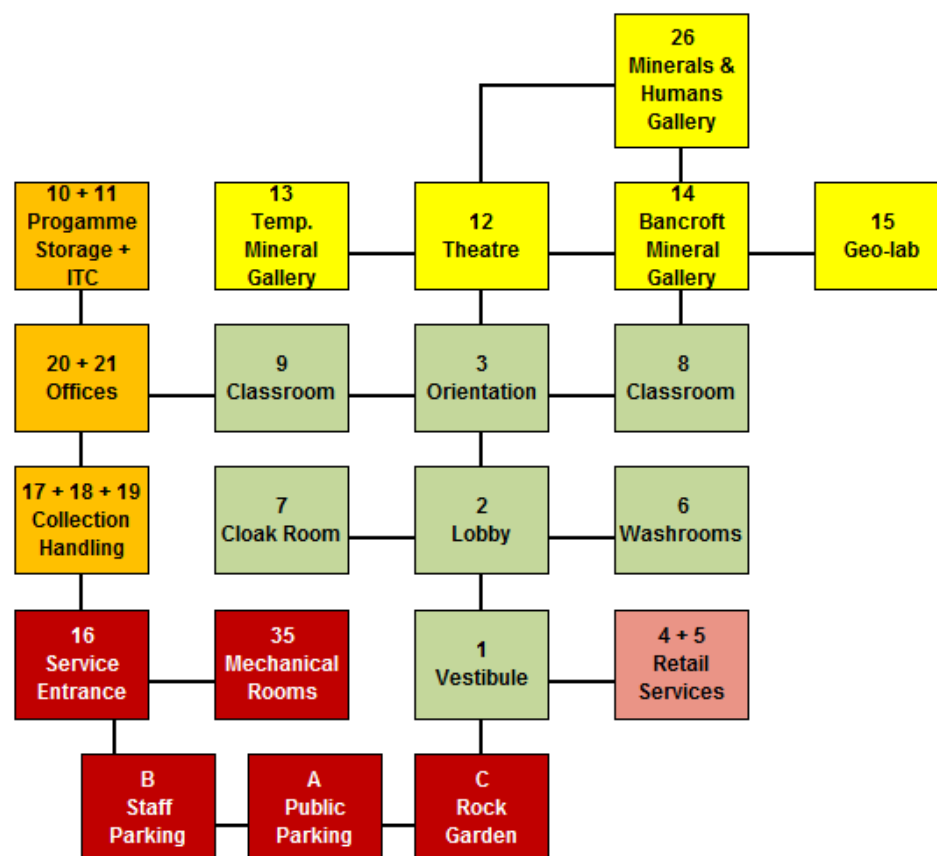 26
Minerals &
Humans
Gallery
10 + 11
Progamme
Storage +
ITC
13
Temp.
Mineral
Gallery
12
Theatre
14
Bancroft
Mineral
Gallery
15
Geo-lab
20 + 21
Offices
9
Classroom
3
Orientation
8
Classroom
17 + 18 + 19
Collection
Handling
7
Cloak Room
2
Lobby
6
Washrooms
16
Service
Entrance
35
Mechanical
Rooms
1
Vestibule
4 + 5
Retail
Services
B
Staff
Parking
A
Public
Parking
C
Rock
Garden